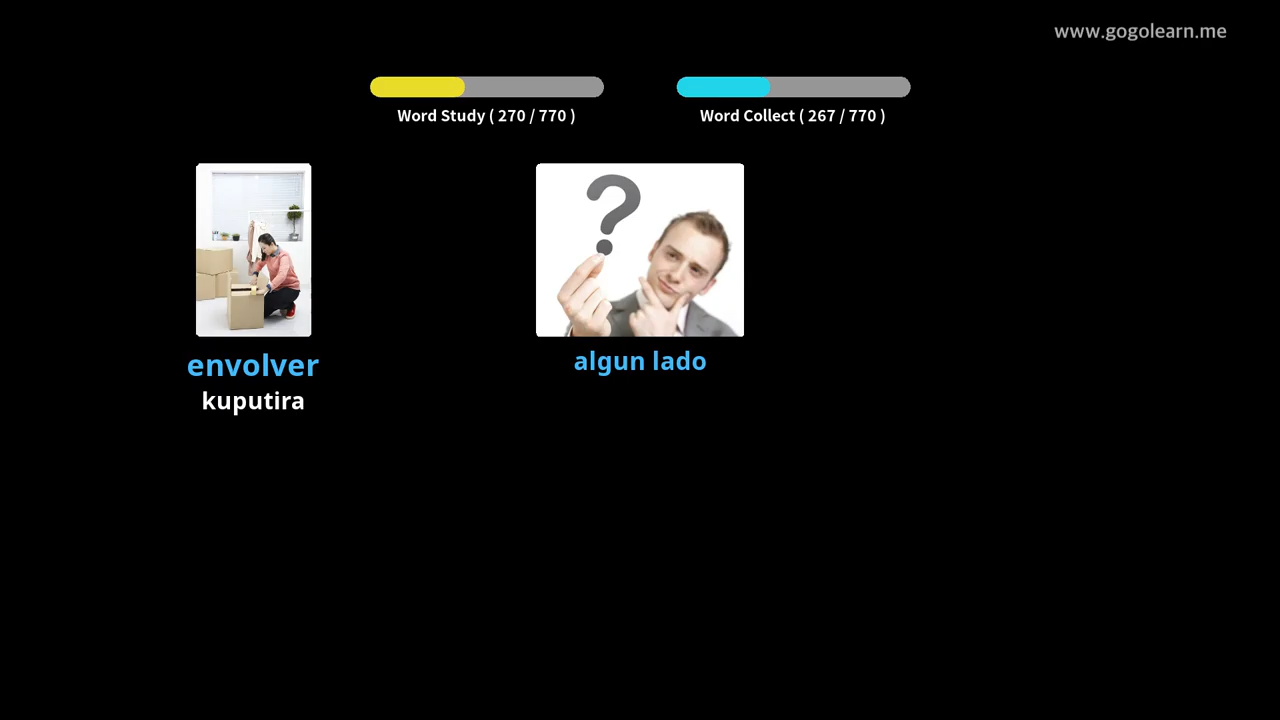 www.gogolearn.me
Word Study ( 270 / 770 )
Word Collect ( 267 / 770 )
envolver
kuputira
algun lado